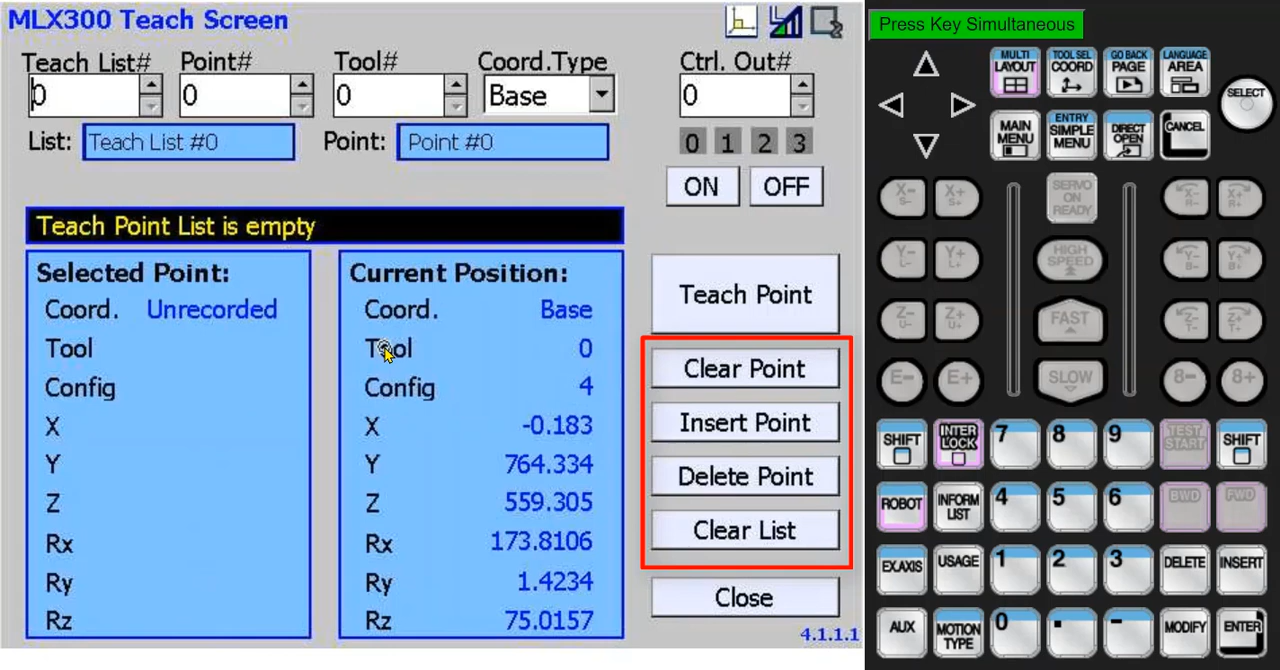 MLX300 Teach Screen
Teach List# Point# Tool# Coord.Type Ctrl. Out#
0 0 0 Base 0
List: Teach List #0 Point: Point #0 0 1 2 3
ON OFF
Teach Point List is empty
Selected Point:
Coord. Unrecorded
Tool
Config
X
Y
Z
Rx
Ry
Rz
Current Position:
Coord. Base
Tool 0
Config 4
X -0.183
Y 764.334
Z 559.305
Rx 173.8106
Ry 1.4234
Rz 75.0157
Teach Point
Clear Point
Insert Point
Delete Point
Clear List
Close
4.1.1.1
Press Key Simultaneous
MULTI
LAYOUT
TOOL SEL
COORD
GO BACK
PAGE
LANGUAGE
AREA
SELECT
MAIN
MENU
ENTRY
SIMPLE
MENU
DIRECT
OPEN
CANCEL
X-
S-
X+
S+
SERVO
ON
READY
X-
R-
X+
R+
Y-
L-
Y+
L+
HIGH
SPEED
Y-
B-
Y+
B+
Z-
U-
Z+
U+
FAST
Z-
T-
Z+
T+
E-
E+
SLOW
8-
8+
SHIFT
INTER
LOCK
7
8
9
TEST
START
SHIFT
ROBOT
INFORM
LIST
4
5
6
BWD
FWD
EX.AXIS
USAGE
1
2
3
DELETE
INSERT
AUX
MOTION
TYPE
0
.
-
MODIFY
ENTER